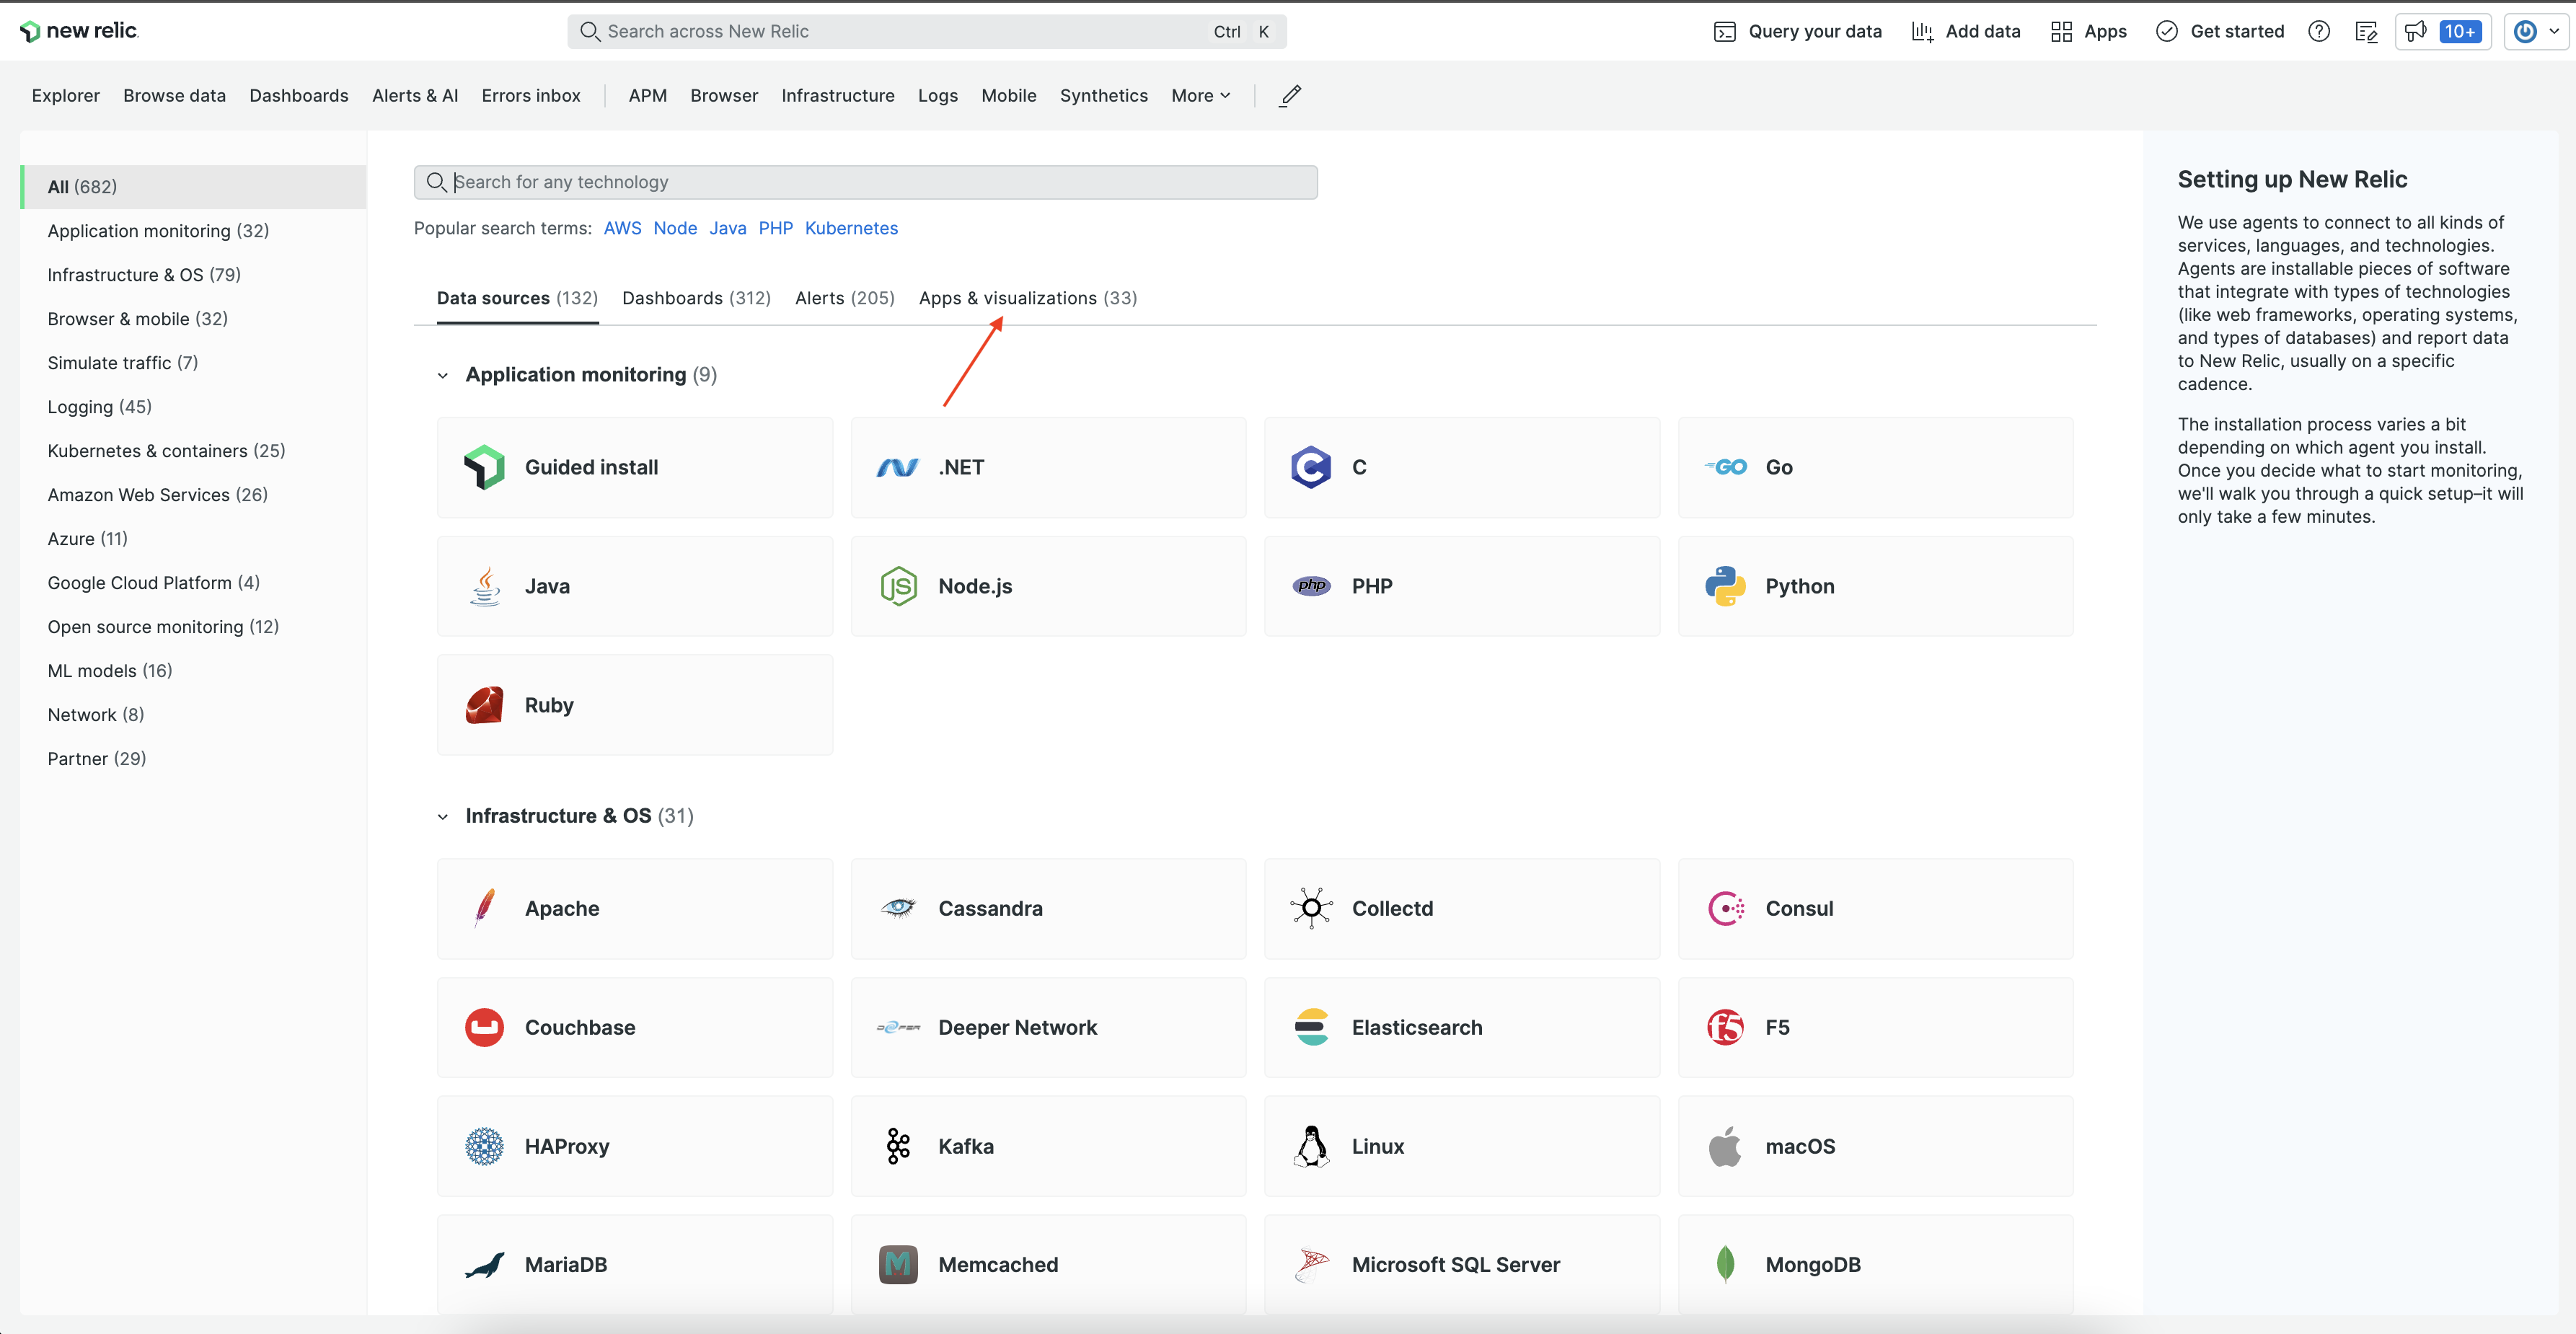 new relic
Search across New Relic Ctrl K
Query your data Add data Apps Get started 10+
Explorer Browse data Dashboards Alerts & AI Errors inbox APM Browser Infrastructure Logs Mobile Synthetics More
All (682)
Application monitoring (32)
Infrastructure & OS (79)
Browser & mobile (32)
Simulate traffic (7)
Logging (45)
Kubernetes & containers (25)
Amazon Web Services (26)
Azure (11)
Google Cloud Platform (4)
Open source monitoring (12)
ML models (16)
Network (8)
Partner (29)
Search for any technology
Popular search terms: AWS Node Java PHP Kubernetes
Data sources (132) Dashboards (312) Alerts (205) Apps & visualizations (33)
Application monitoring (9)
Guided install .NET C C GO Go
Java JS Node.js php PHP Python
Ruby
Infrastructure & OS (31)
Apache Cassandra Collectd Consul
Couchbase DEEPER Deeper Network Elasticsearch f5 F5
HAProxy Kafka Linux macOS
MariaDB M Memcached Microsoft SQL Server MongoDB
Setting up New Relic
We use agents to connect to all kinds of
services, languages, and technologies.
Agents are installable pieces of software
that integrate with types of technologies
(like web frameworks, operating systems,
and types of databases) and report data
to New Relic, usually on a specific
cadence.
The installation process varies a bit
depending on which agent you install.
Once you decide what to start monitoring,
we'll walk you through a quick setup–it will
only take a few minutes.